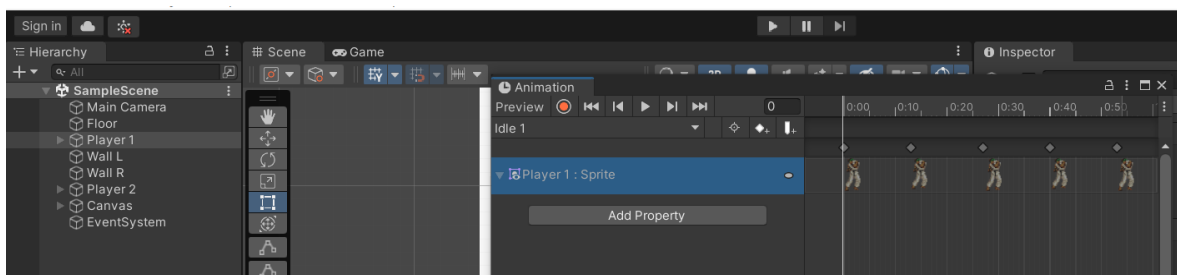 Sign in
Hierarchy
All
SampleScene
Main Camera
Floor
Player 1
Wall L
Wall R
Player 2
Canvas
EventSystem
# Scene
Game
Inspector
Animation
Preview
0
0:00
0:10
0:20
0:30
0:40
0:50
Idle 1
Player 1 : Sprite
Add Property